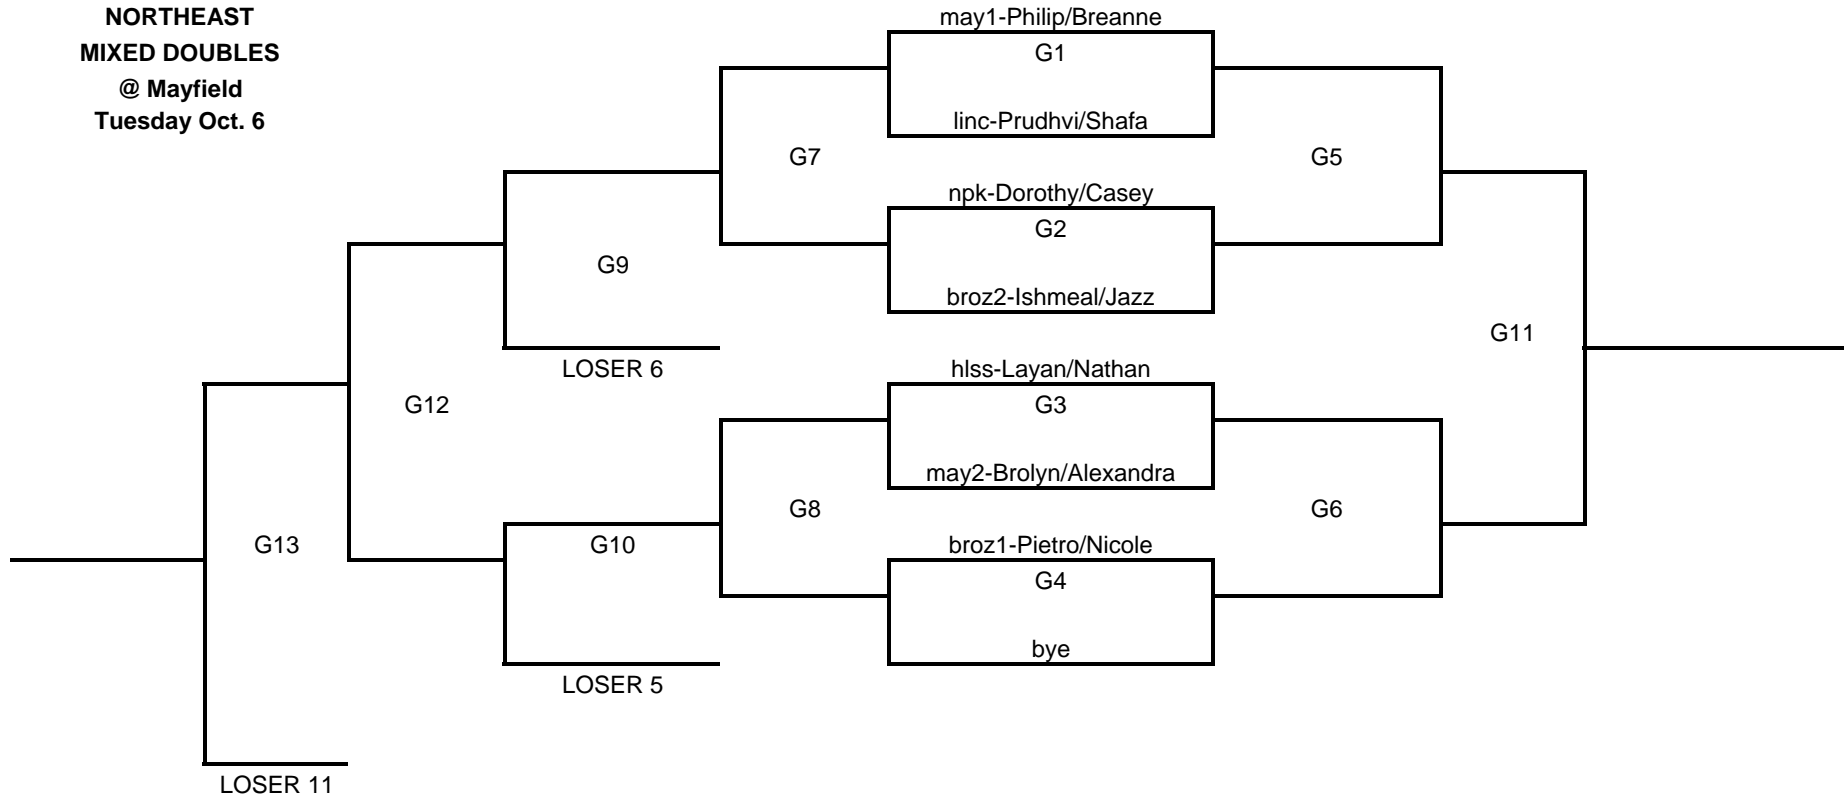 NORTHEAST
MIXED DOUBLES
@ Mayfield
Tuesday Oct. 6
may1-Philip/Breanne
G1
linc-Prudhvi/Shafa
G7
G5
npk-Dorothy/Casey
G2
G9
broz2-Ishmeal/Jazz
G11
LOSER 6
hlss-Layan/Nathan
G12
G3
may2-Brolyn/Alexandra
G8
G6
G13
G10
broz1-Pietro/Nicole
G4
bye
LOSER 5
LOSER 11